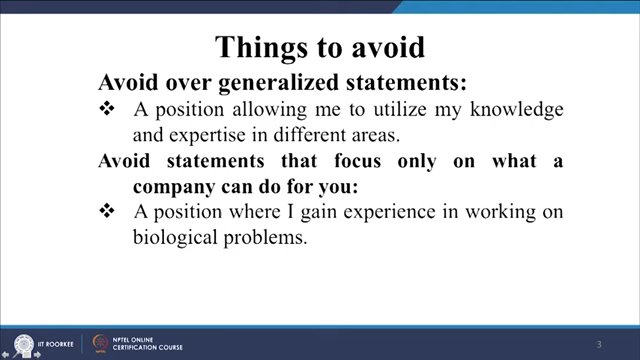 Things to avoid
Avoid over generalized statements:
❖ A position allowing me to utilize my knowledge
and expertise in different areas.
Avoid statements that focus only on what a
company can do for you:
❖ A position where I gain experience in working on
biological problems.
IIT ROORKEE
NPTEL ONLINE
CERTIFICATION COURSE
3